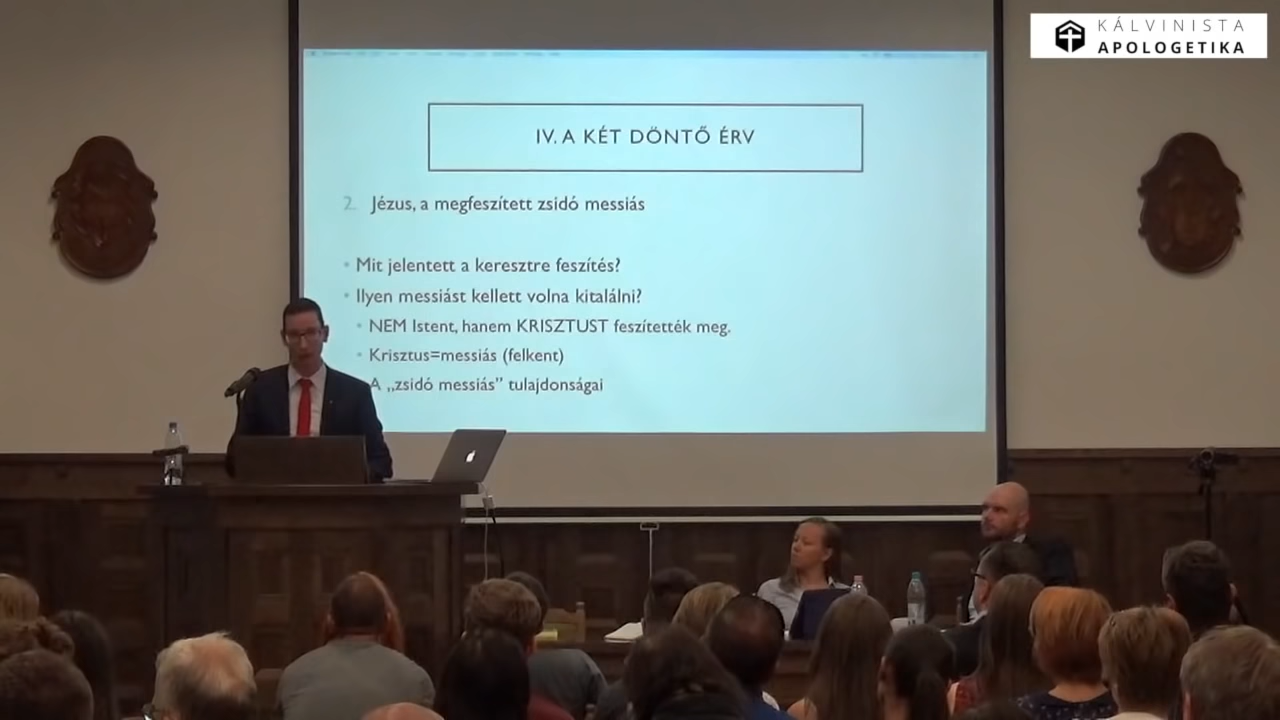 KÁLVINISTA
APOLOGETIKA
IV. A KÉT DÖNTŐ ÉRV
2. Jézus, a megfeszített zsidó messiás
• Mit jelentett a keresztre feszítés?
• Ilyen messiást kellett volna kitalálni?
• NEM Istent, hanem KRISZTUST feszítették meg.
• Krisztus=messiás (felkent)
A „zsidó messiás” tulajdonságai